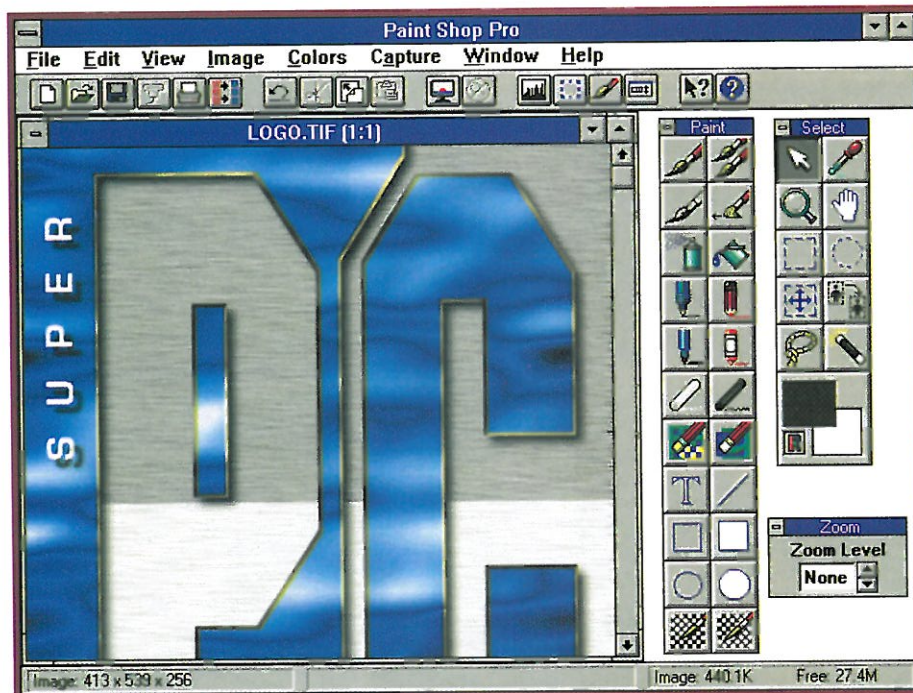 Paint Shop Pro
File Edit View Image Colors Capture Window Help
LOGO.TIF (1:1)
Paint
Select
SUPER
PC
Zoom
Zoom Level
None
Image: 413 x 539 x 256
Image: 440.1K Free: 27.4M